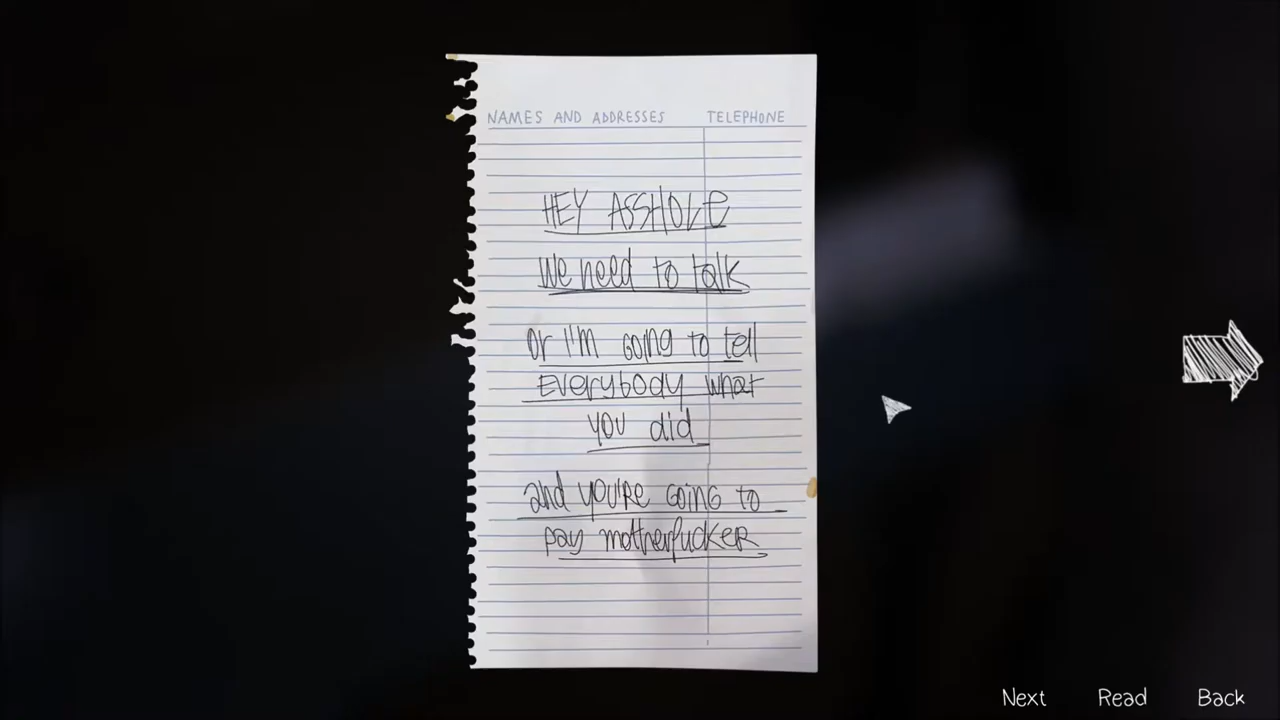 NAMES AND ADDRESSES TELEPHONE
HEY ASSHOLE
We need to talk
Or I'm going to tell
Everybody what
you did
and you're going to
pay motherfucker
Next Read Back